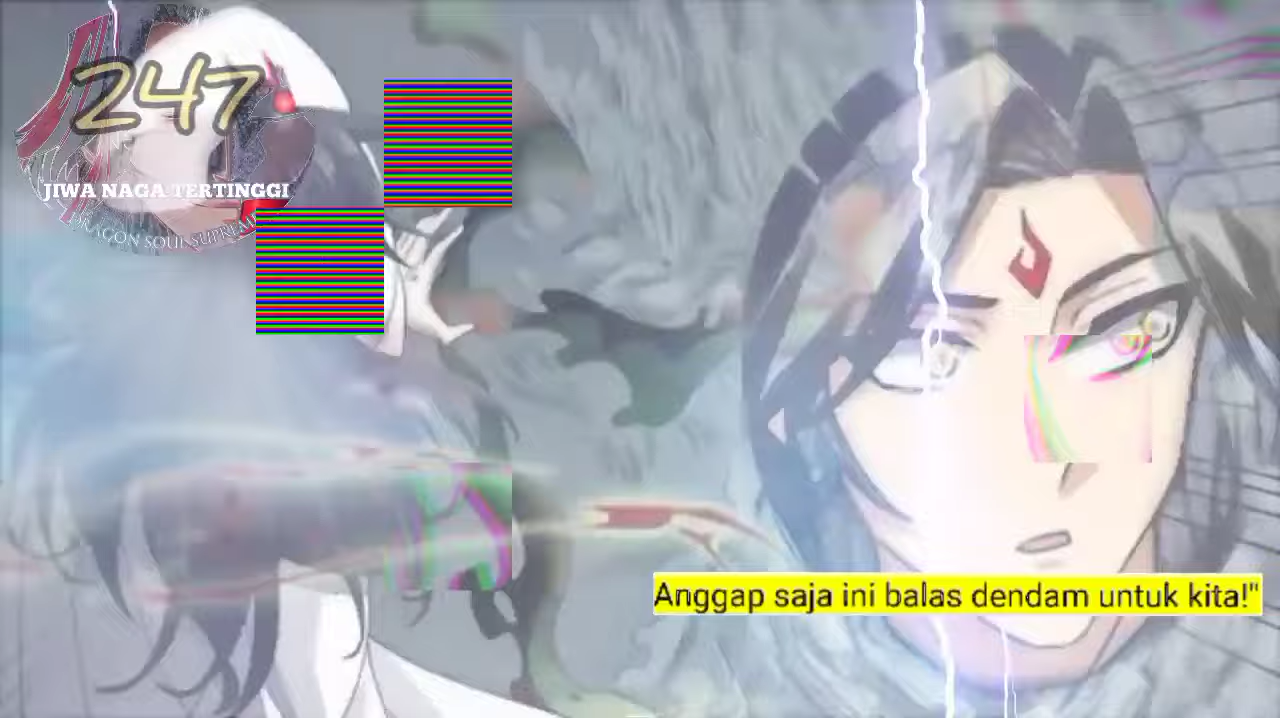 247
JIWA NAGA TERTINGGI
DRAGON SOUL SUPREME
Anggap saja ini balas dendam untuk kita!"